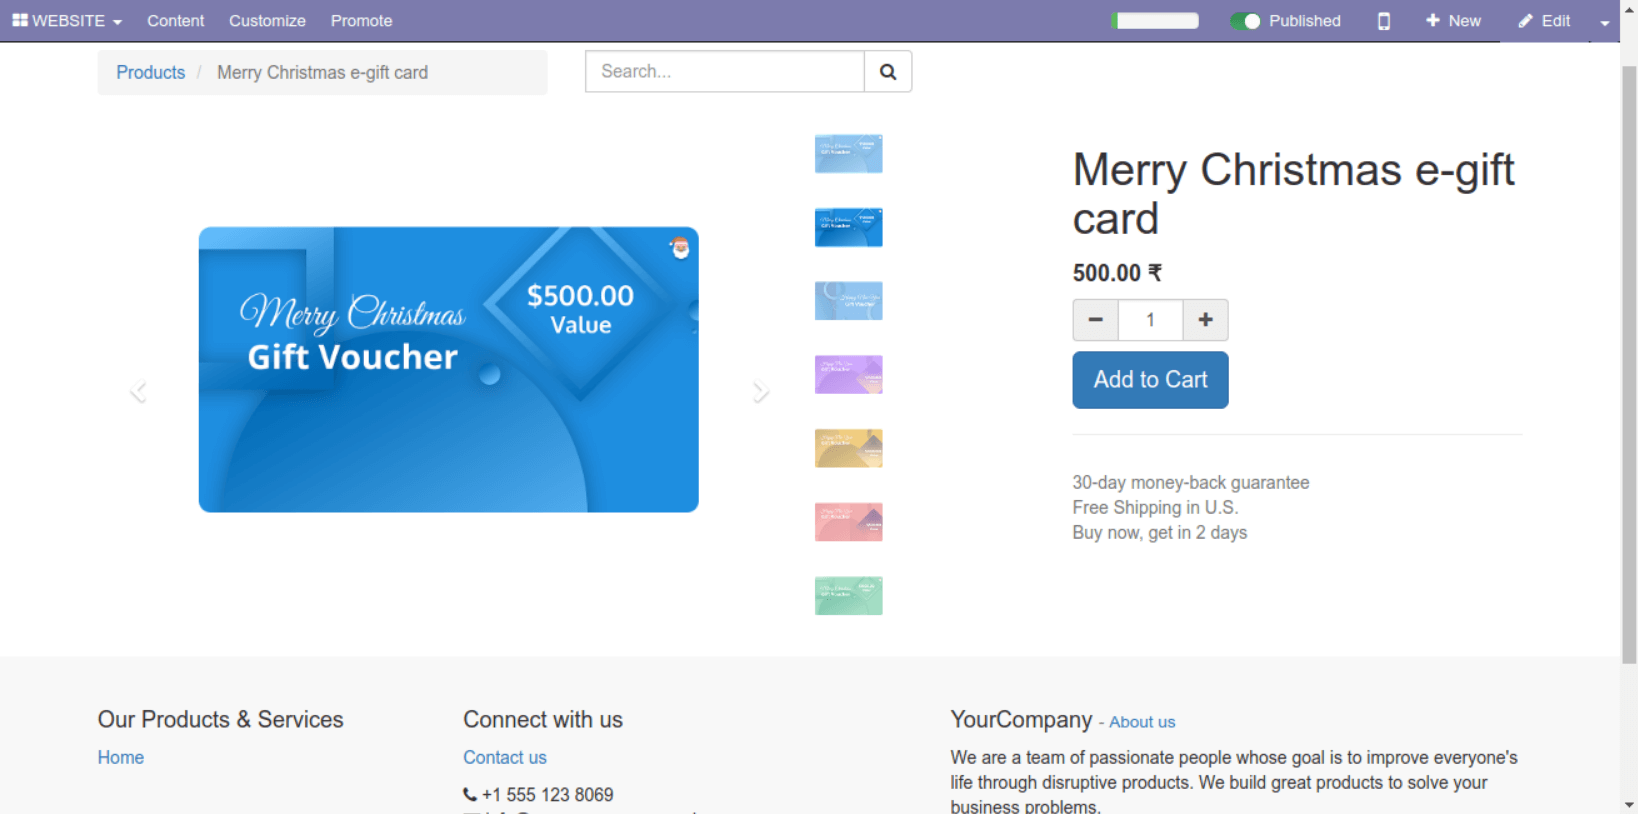 WEBSITE Content Customize Promote Published New Edit
Products / Merry Christmas e-gift card
Search...
Merry Christmas
Gift Voucher
$500.00
Value
Merry Christmas e-gift
card
500.00 ₹
− 1 +
Add to Cart
30-day money-back guarantee
Free Shipping in U.S.
Buy now, get in 2 days
Our Products & Services
Home
Connect with us
Contact us
+1 555 123 8069
YourCompany - About us
We are a team of passionate people whose goal is to improve everyone's
life through disruptive products. We build great products to solve your
business problems.